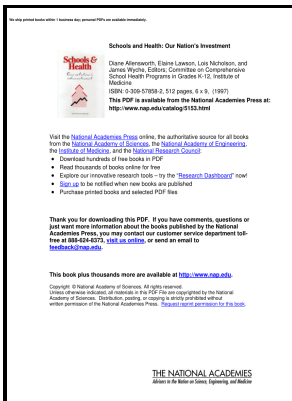 We ship printed books within 1 business day; personal PDFs are available immediately.
Schools and Health: Our Nation's Investment
Schools &
Health
Our nation's
investment
Diane Allensworth, Elaine Lawson, Lois Nicholson, and
James Wyche, Editors; Committee on Comprehensive
School Health Programs in Grades K-12, Institute of
Medicine
ISBN: 0-309-57858-2, 512 pages, 6 x 9, (1997)
This PDF is available from the National Academies Press at:
http://www.nap.edu/catalog/5153.html
Visit the National Academies Press online, the authoritative source for all books
from the National Academy of Sciences, the National Academy of Engineering,
the Institute of Medicine, and the National Research Council:
• Download hundreds of free books in PDF
• Read thousands of books online for free
• Explore our innovative research tools – try the “Research Dashboard” now!
• Sign up to be notified when new books are published
• Purchase printed books and selected PDF files
Thank you for downloading this PDF. If you have comments, questions or
just want more information about the books published by the National
Academies Press, you may contact our customer service department toll-
free at 888-624-8373, visit us online, or send an email to
feedback@nap.edu.
This book plus thousands more are available at http://www.nap.edu.
Copyright © National Academy of Sciences. All rights reserved.
Unless otherwise indicated, all materials in this PDF File are copyrighted by the National
Academy of Sciences. Distribution, posting, or copying is strictly prohibited without
written permission of the National Academies Press. Request reprint permission for this book.
THE NATIONAL ACADEMIES
Advisers to the Nation on Science, Engineering, and Medicine